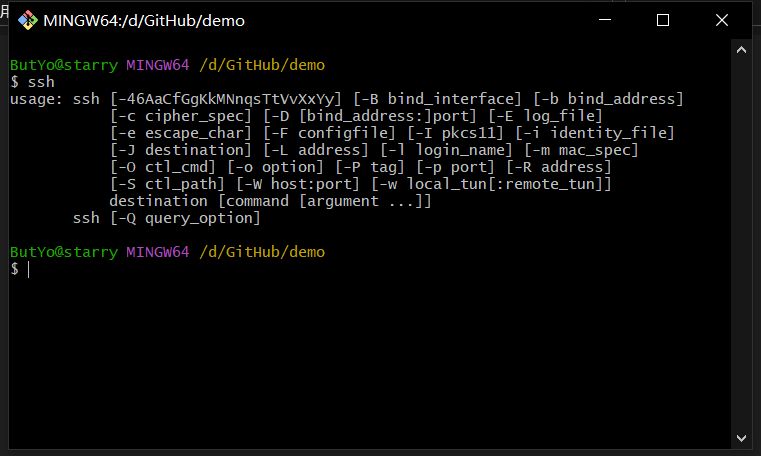 用
MINGW64:/d/GitHub/demo
ButYo@starry MINGW64 /d/GitHub/demo
$ ssh
usage: ssh [-46AaCfGgKkMNnqsTtVvXxYy] [-B bind_interface] [-b bind_address]
           [-c cipher_spec] [-D [bind_address:]port] [-E log_file]
           [-e escape_char] [-F configfile] [-I pkcs11] [-i identity_file]
           [-J destination] [-L address] [-l login_name] [-m mac_spec]
           [-O ctl_cmd] [-o option] [-P tag] [-p port] [-R address]
           [-S ctl_path] [-W host:port] [-w local_tun[:remote_tun]]
           destination [command [argument ...]]
       ssh [-Q query_option]
ButYo@starry MINGW64 /d/GitHub/demo
$